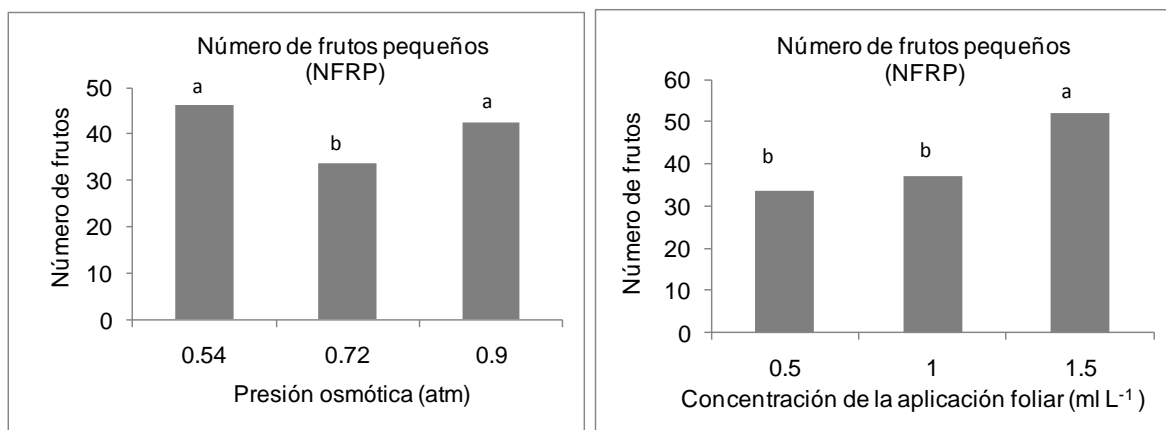 Número de frutos pequeños
(NFRP)
50
40
30
20
10
0
a
b
a
Número de frutos
0.54 0.72 0.9
Presión osmótica (atm)
Número de frutos pequeños
(NFRP)
60
50
40
30
20
10
0
b
b
a
Número de frutos
0.5 1 1.5
Concentración de la aplicación foliar (ml L⁻¹)